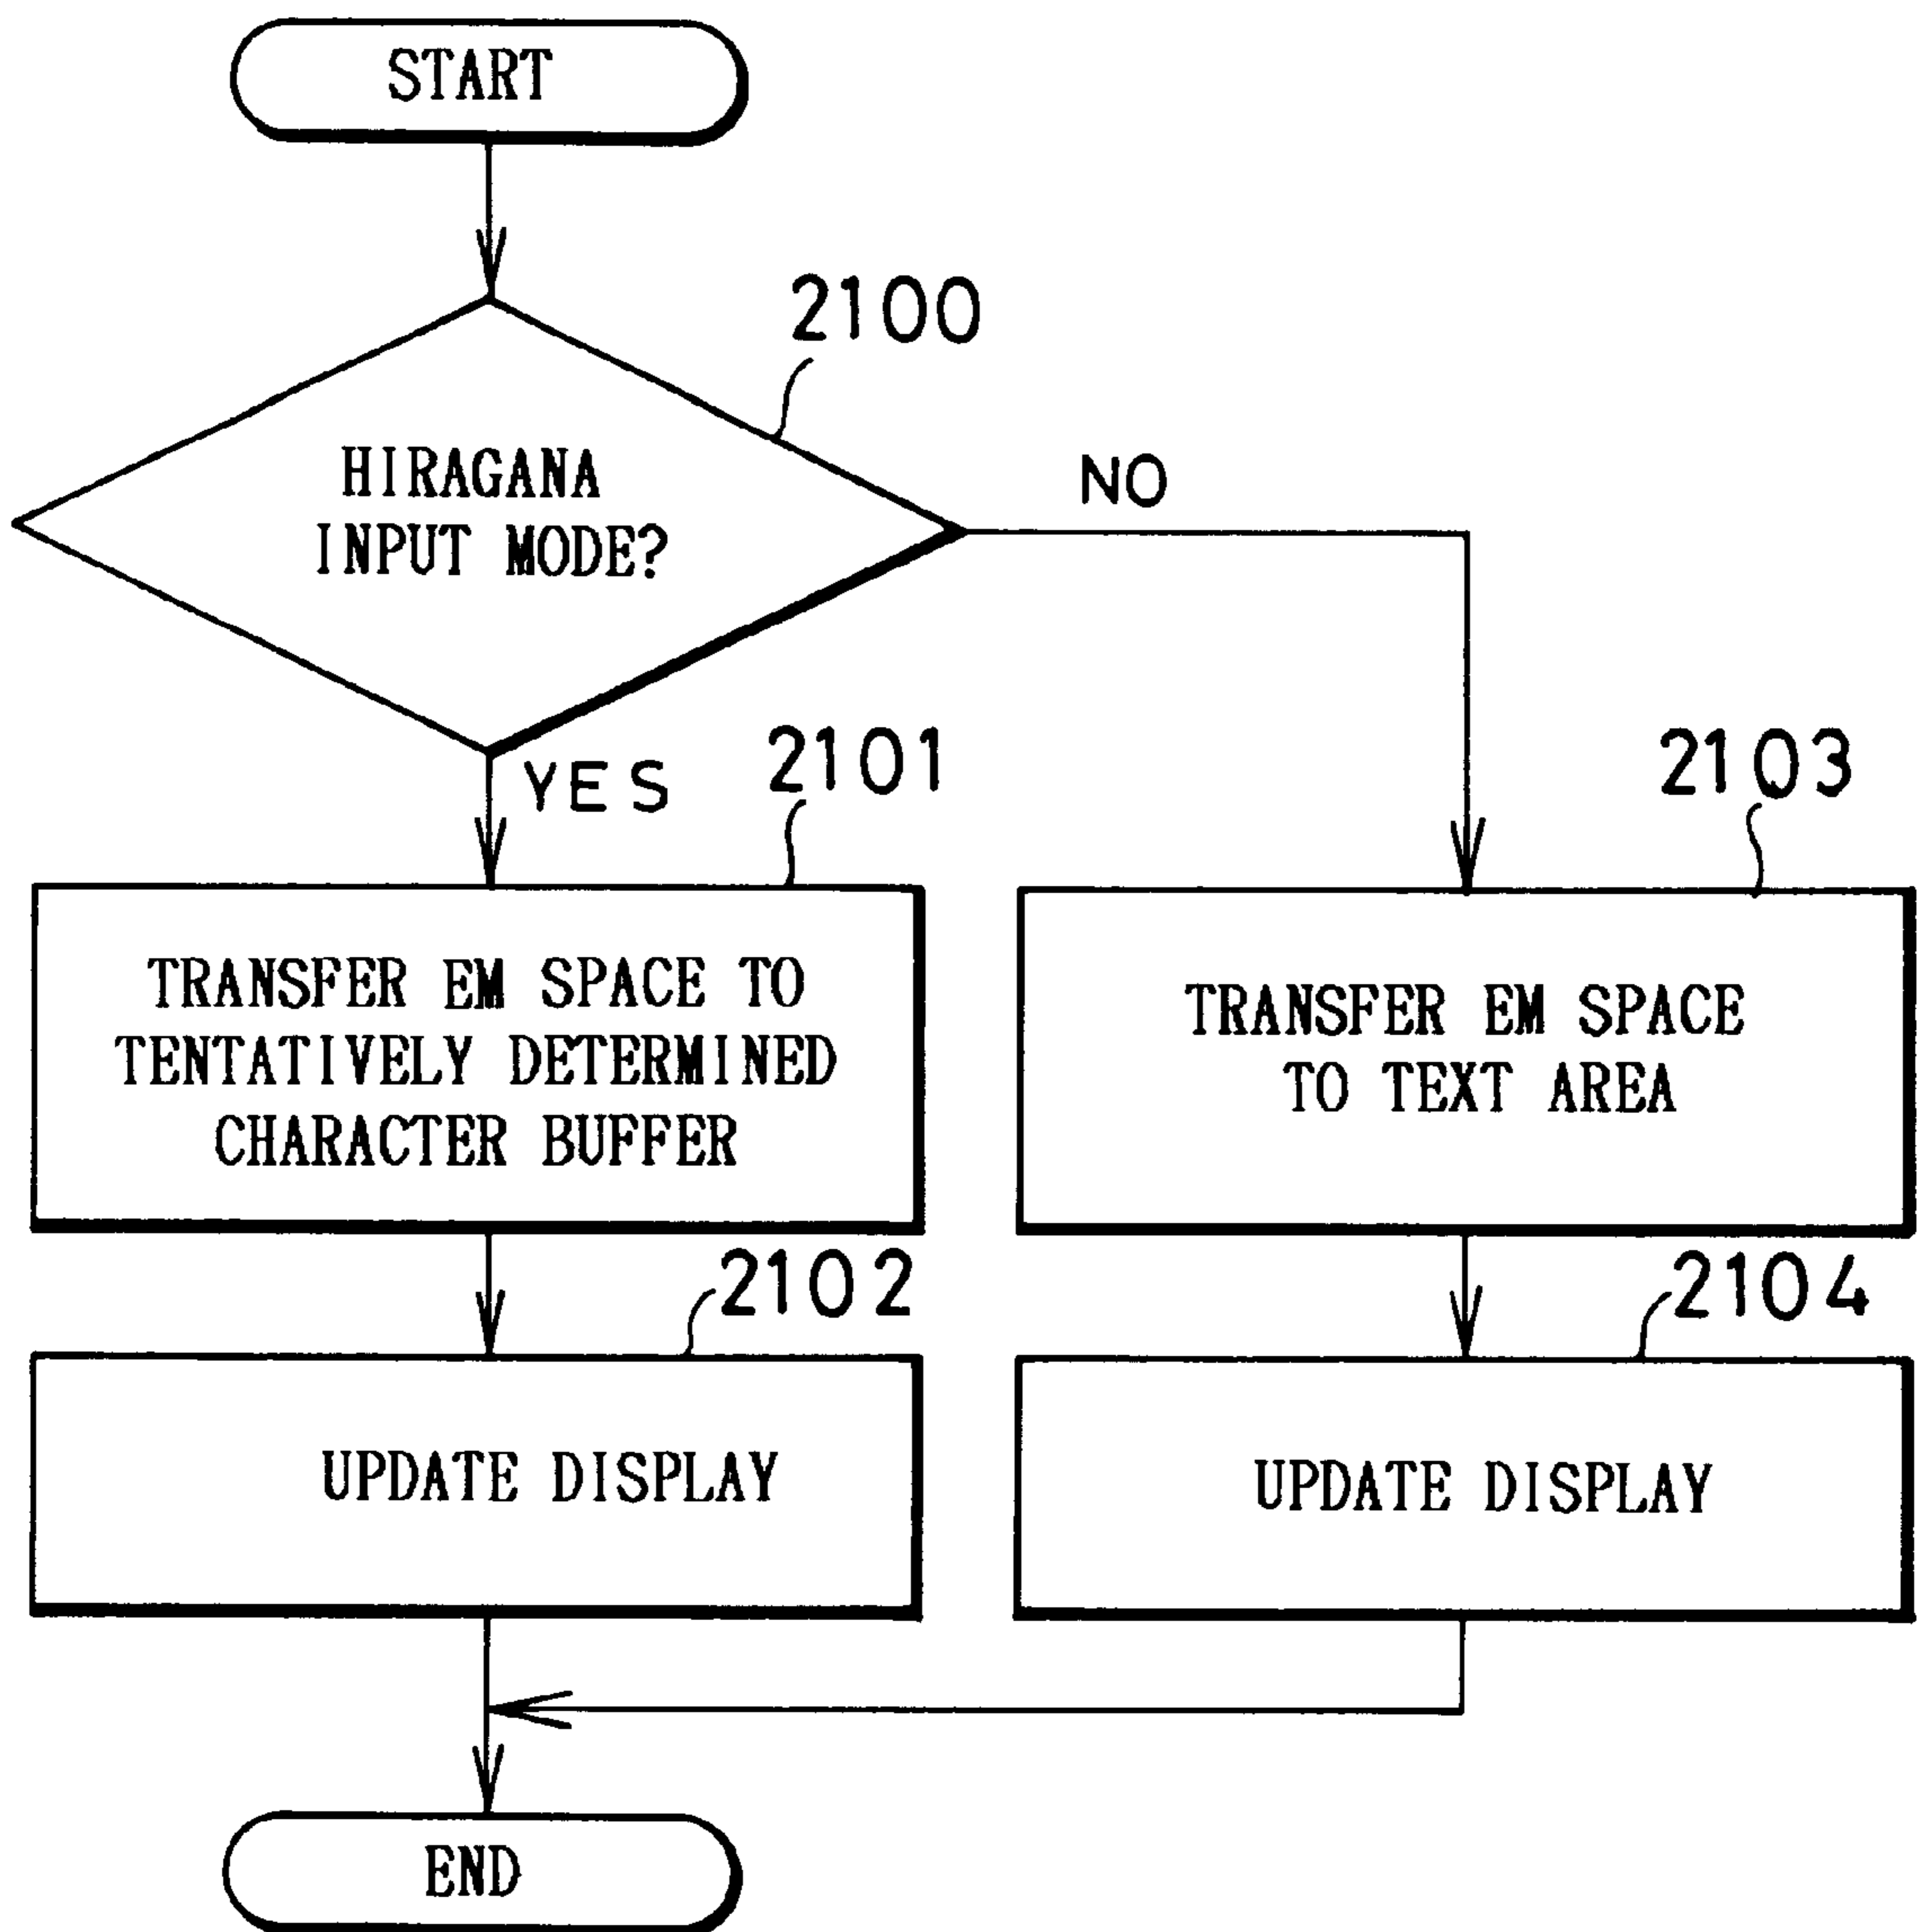 START
2100
HIRAGANA
INPUT MODE?
NO
YES
2101
2103
TRANSFER EM SPACE TO
TENTATIVELY DETERMINED
CHARACTER BUFFER
TRANSFER EM SPACE
TO TEXT AREA
2102
2104
UPDATE DISPLAY
UPDATE DISPLAY
END